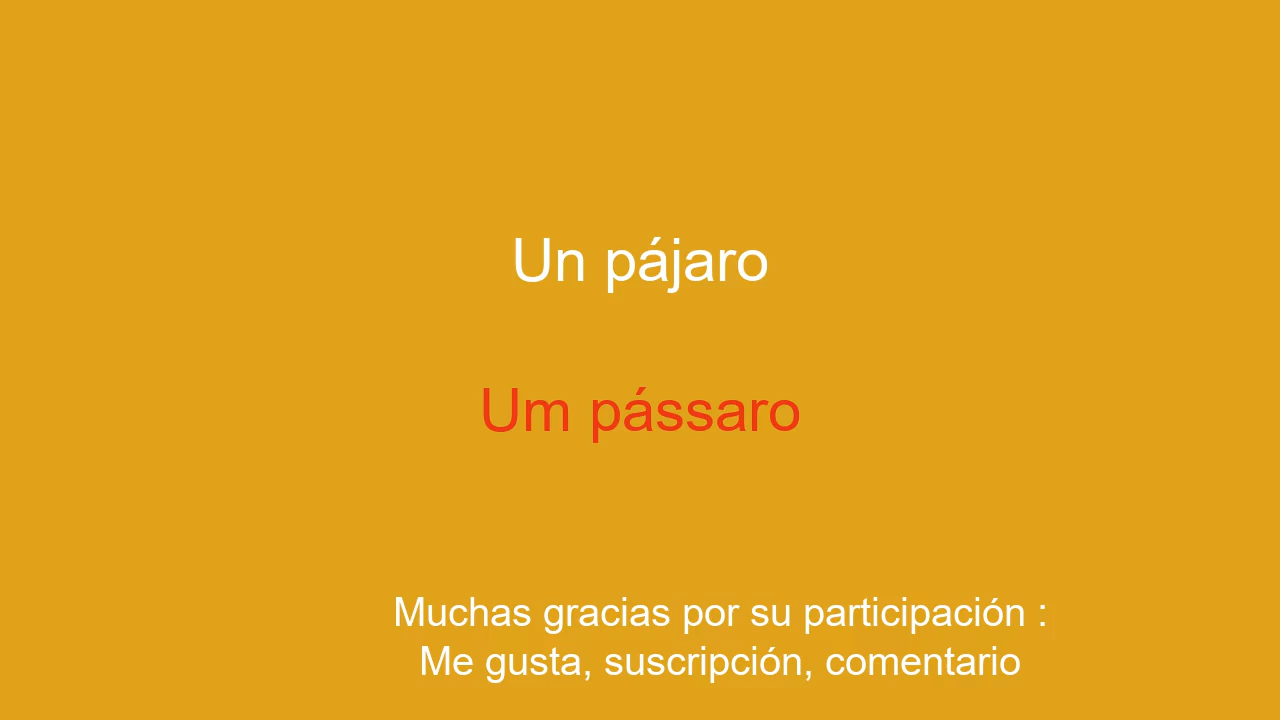 Un pájaro
Um pássaro
Muchas gracias por su participación :
Me gusta, suscripción, comentario